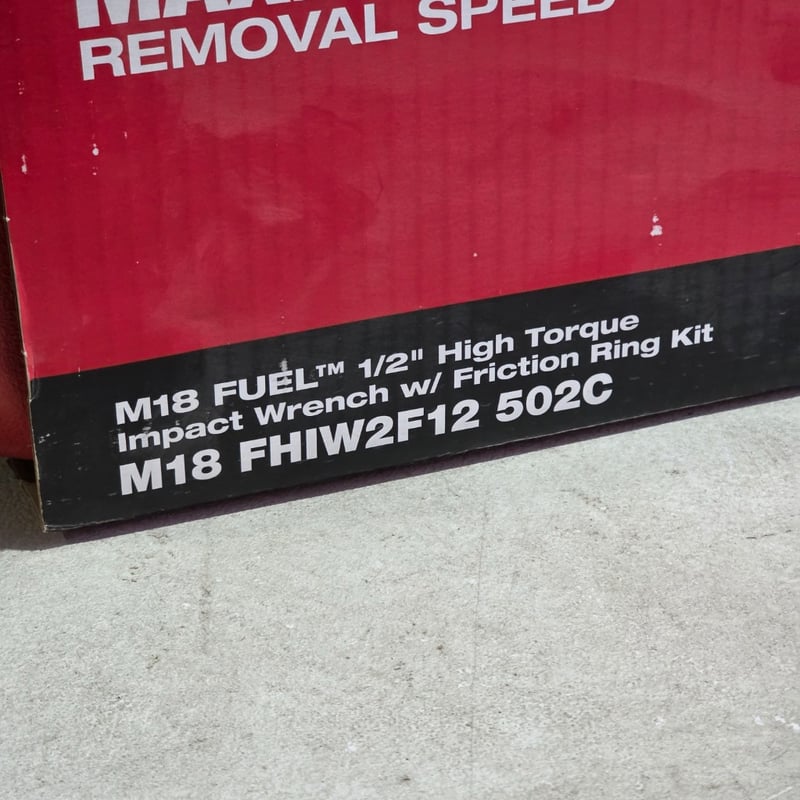 REMOVAL SPEED
M18 FUEL™ 1/2" High Torque
Impact Wrench w/ Friction Ring Kit
M18 FHIW2F12 502C